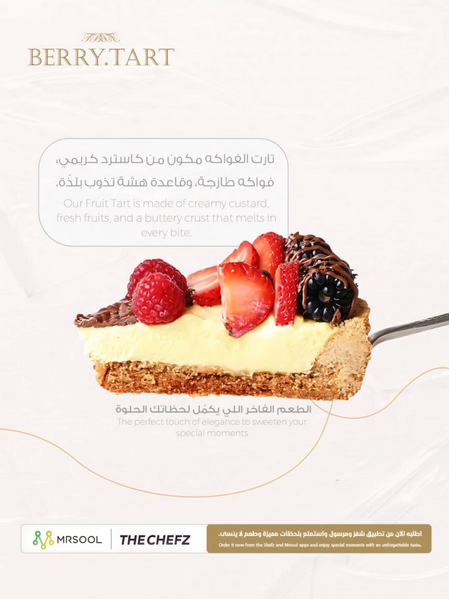 BERRY.TART
تارت الفواكه مكون من كاسترد كريمي،
فواكه طازجة، وقاعدة هشة تذوب بلذّة.
Our Fruit Tart is made of creamy custard,
fresh fruits, and a buttery crust that melts in
every bite.
الطعم الفاخر اللي يكمّل لحظاتك الحلوة
The perfect touch of elegance to sweeten your
special moments
MRSOOL
THE CHEFZ
اطلبه الآن من تطبيق شفز ومرسول واستمتع بلحظات مميزة وطعم لا ينسى.
Order it now from the Shefz and Mrsool apps and enjoy special moments with an unforgettable taste.